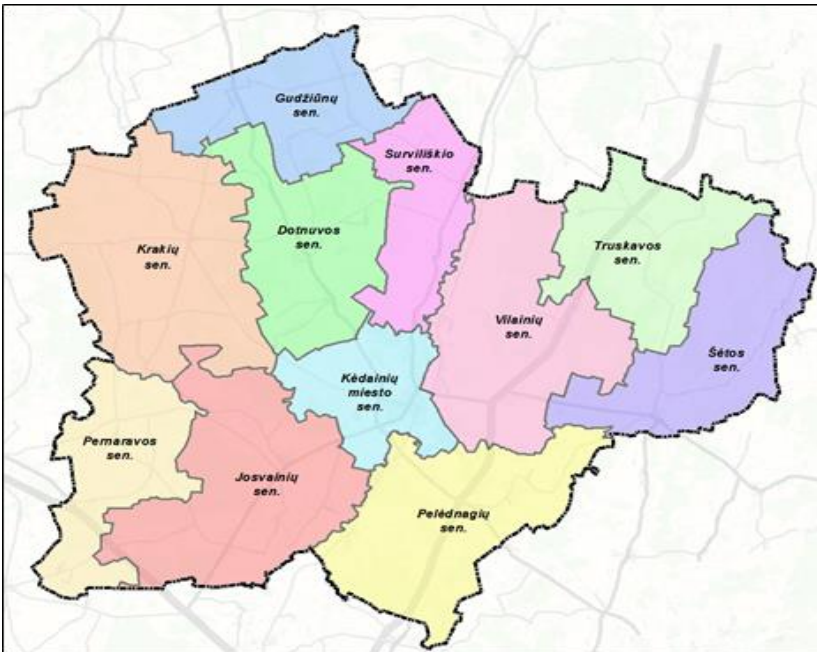 Gudžiūnų
sen.
Surviliškio
sen.
Dotnuvos
sen.
Krakių
sen.
Truskavos
sen.
Vilainių
sen.
Šėtos
sen.
Kėdainių
miesto
sen.
Pernaravos
sen.
Josvainių
sen.
Pelėdnagių
sen.